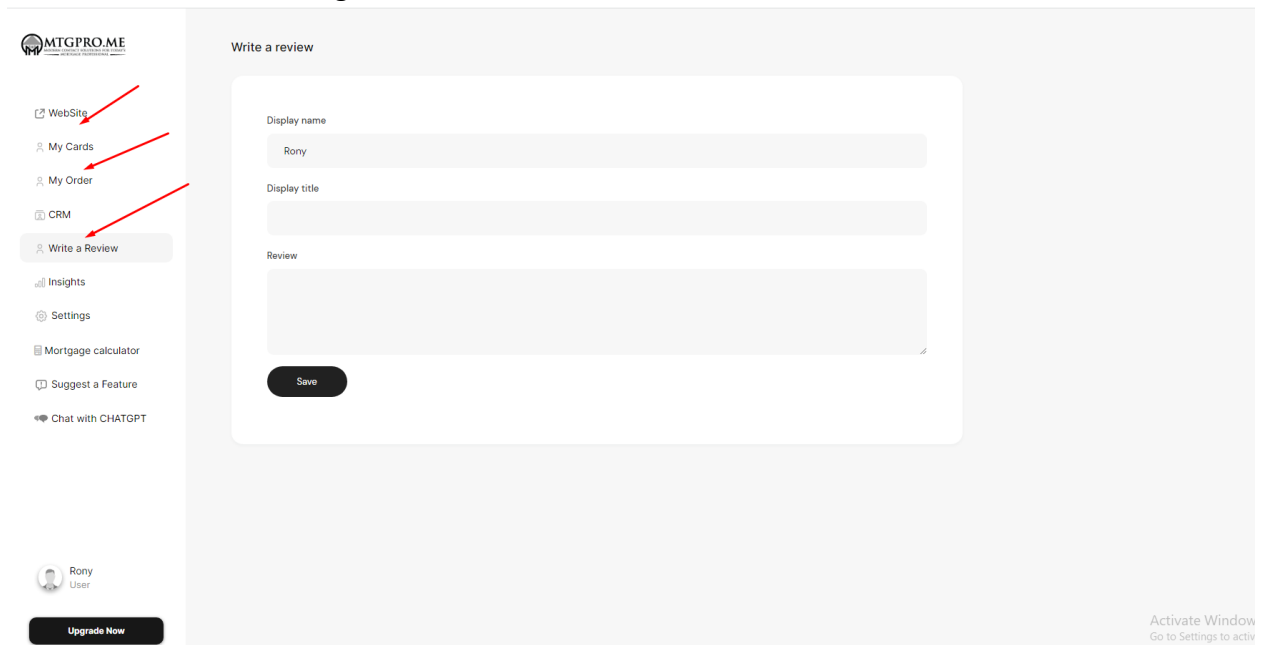 MTGPRO.ME
Write a review
WebSite
My Cards
My Order
CRM
Write a Review
Insights
Settings
Mortgage calculator
Suggest a Feature
Chat with CHATGPT
Display name
Rony
Display title
Review
Save
Rony
User
Upgrade Now
Activate Window
Go to Settings to activ